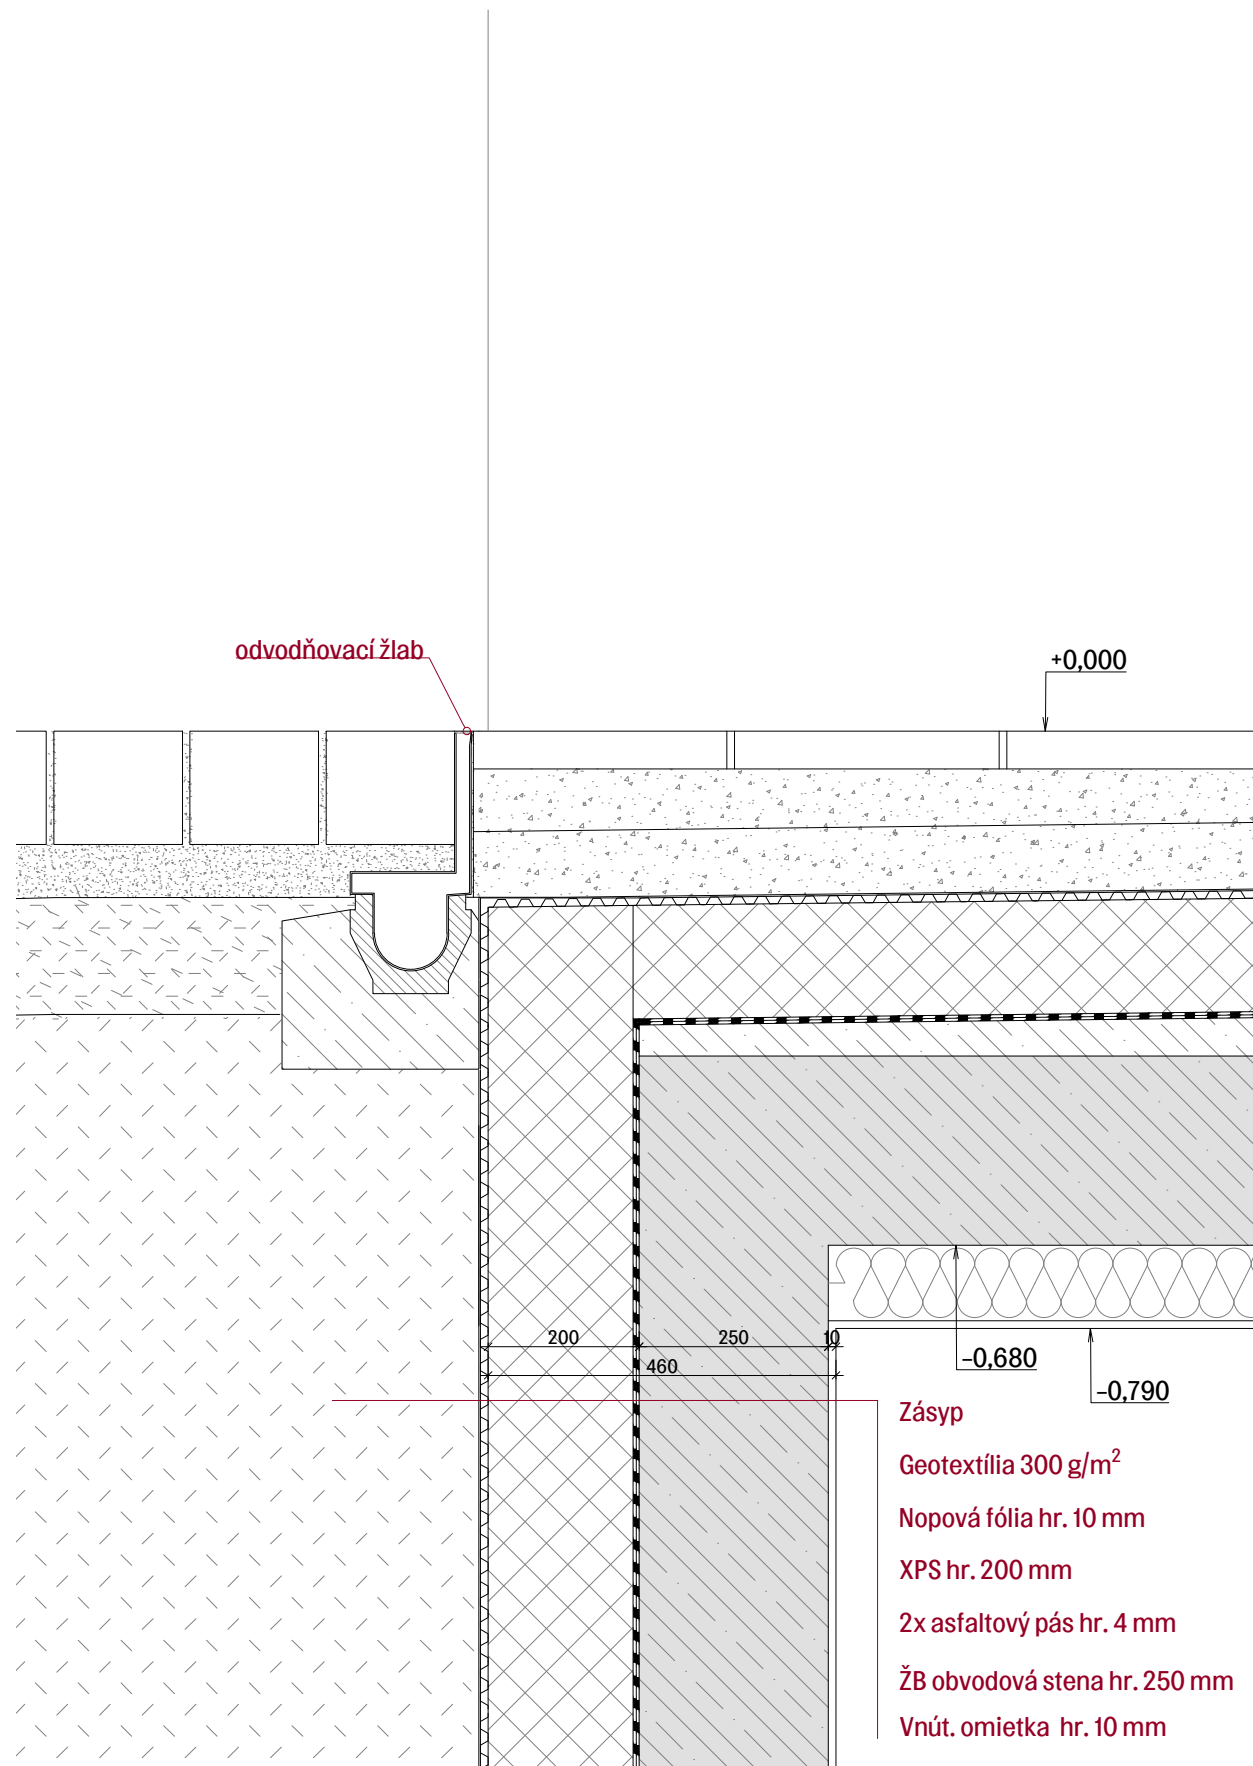 odvodňovací žlab
+0,000
200
250
10
460
-0,680
-0,790
Zásyp
Geotextília 300 g/m²
Nopová fólia hr. 10 mm
XPS hr. 200 mm
2x asfaltový pás hr. 4 mm
ŽB obvodová stena hr. 250 mm
Vnút. omietka hr. 10 mm